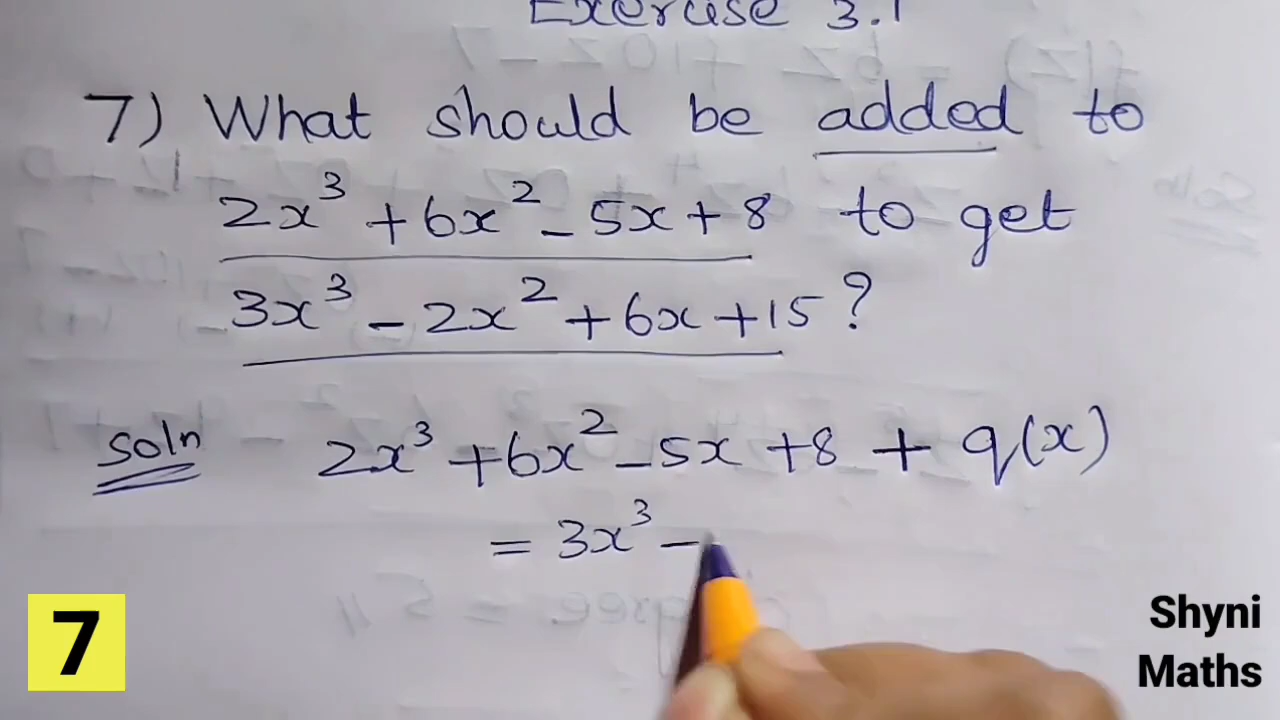 Exercise 3.1
7) What should be added to
2x³ + 6x² - 5x + 8 to get
3x³ - 2x² + 6x + 15 ?
Soln 2x³ + 6x² - 5x + 8 + q(x)
= 3x³ -
7
Shyni
Maths